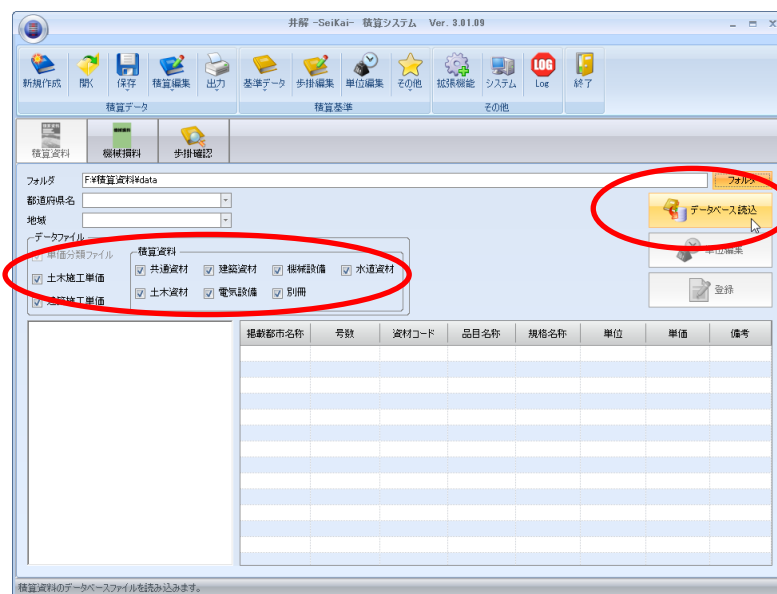 井解 -SeiKai- 積算システム Ver. 3.01.09
新規作成 開く 保存 積算編集 出力 基準データ 歩掛編集 単位編集 その他 拡張機能 システム Log 終了
LOG
積算データ 積算基準 その他
積算資料 機械損料 歩掛確認
フォルダ F:¥積算資料¥data フォルダ
都道府県名
データベース読込
地域
データファイル
単価分類ファイル
土木施工単価
建築施工単価
積算資料
共通資材 建築資材 機械設備 水道資材
土木資材 電気設備 別冊
単位編集
登録
掲載都市名称 号数 資材コード 品目名称 規格名称 単位 単価 備考
積算資料のデータベースファイルを読み込みます。